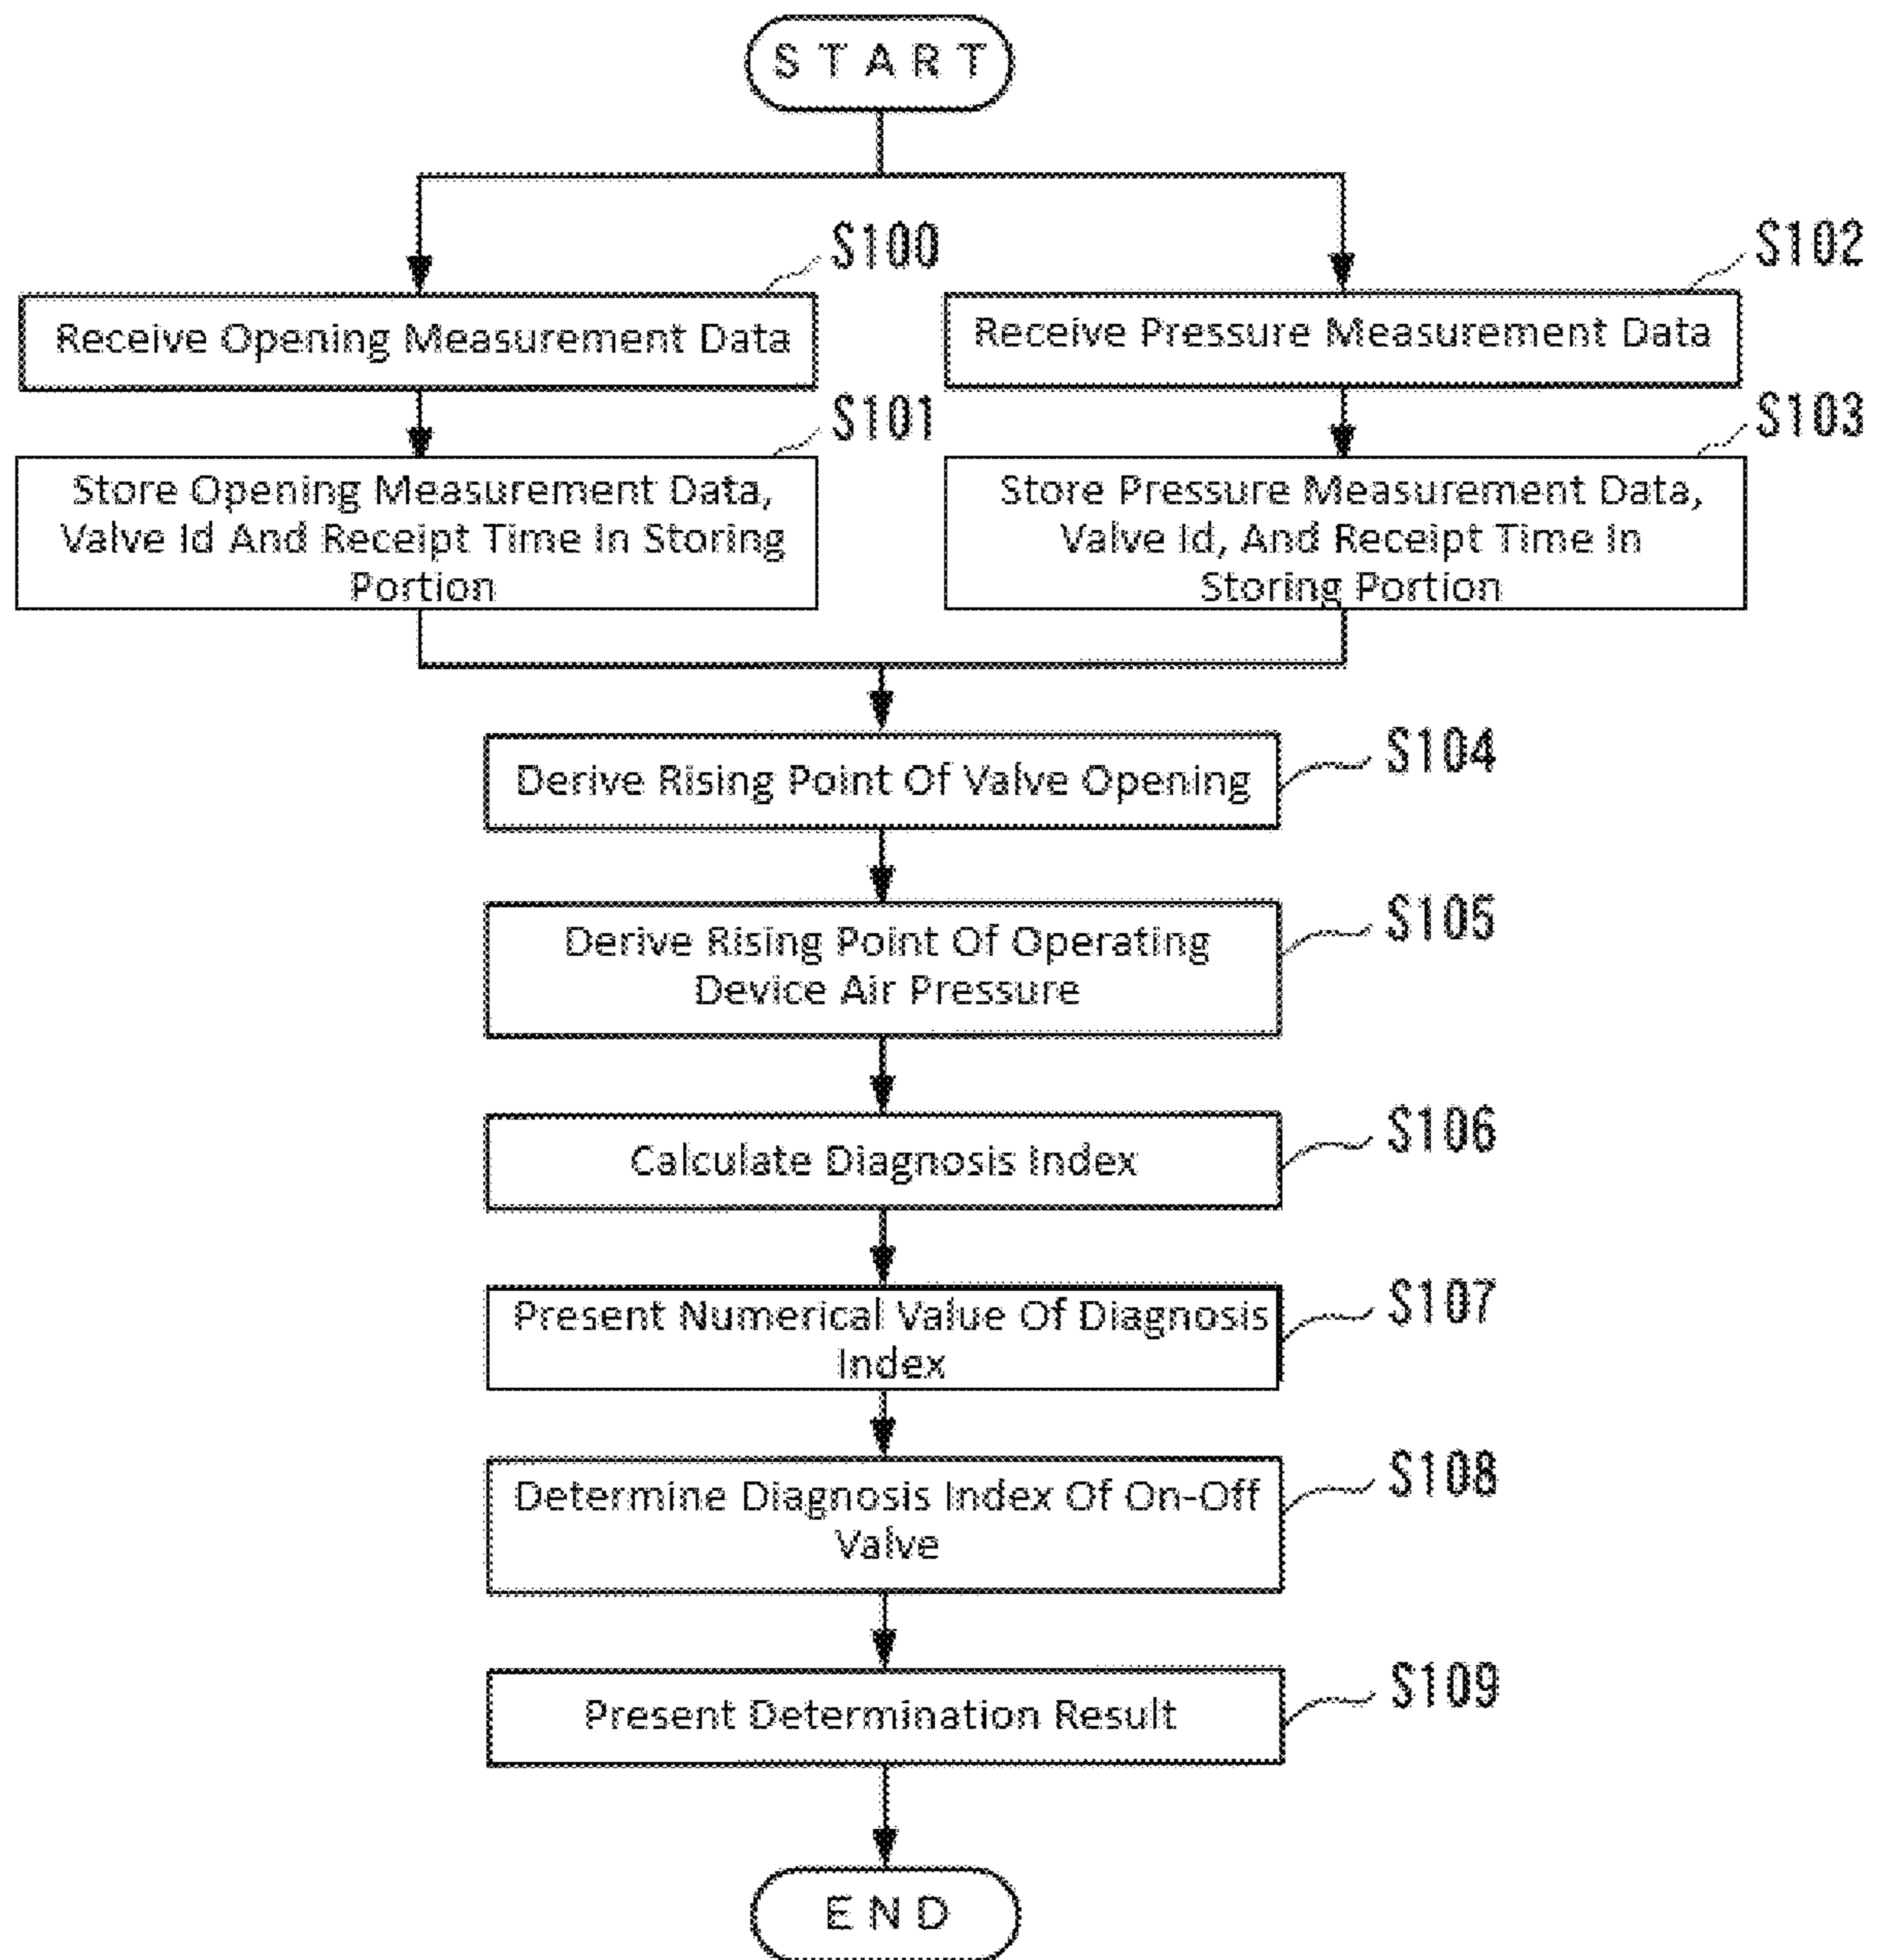 START
S100
S102
Receive Opening Measurement Data
Receive Pressure Measurement Data
S101
S103
Store Opening Measurement Data,
Valve Id And Receipt Time In Storing
Portion
Store Pressure Measurement Data,
Valve Id, And Receipt Time In
Storing Portion
S104
Derive Rising Point Of Valve Opening
S105
Derive Rising Point Of Operating
Device Air Pressure
S106
Calculate Diagnosis Index
S107
Present Numerical Value Of Diagnosis
Index
S108
Determine Diagnosis Index Of On-Off
Valve
S109
Present Determination Result
END